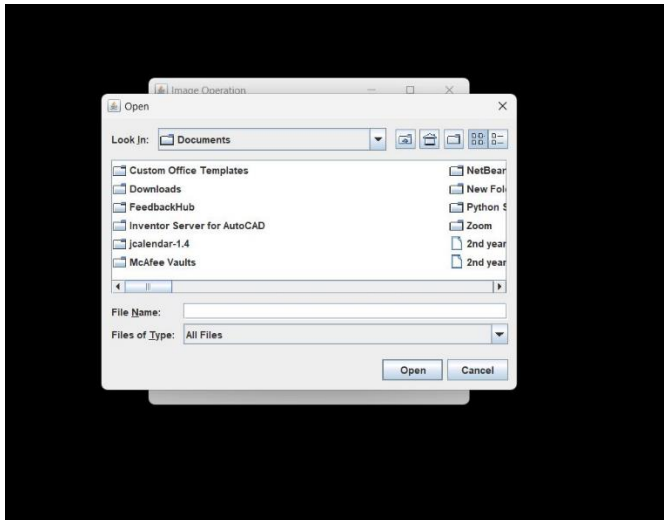 Image Operation
Open
Look In: Documents
Custom Office Templates
Downloads
FeedbackHub
Inventor Server for AutoCAD
jcalendar-1.4
McAfee Vaults
NetBear
New Fol
Python S
Zoom
2nd year
2nd year
File Name:
Files of Type: All Files
Open Cancel